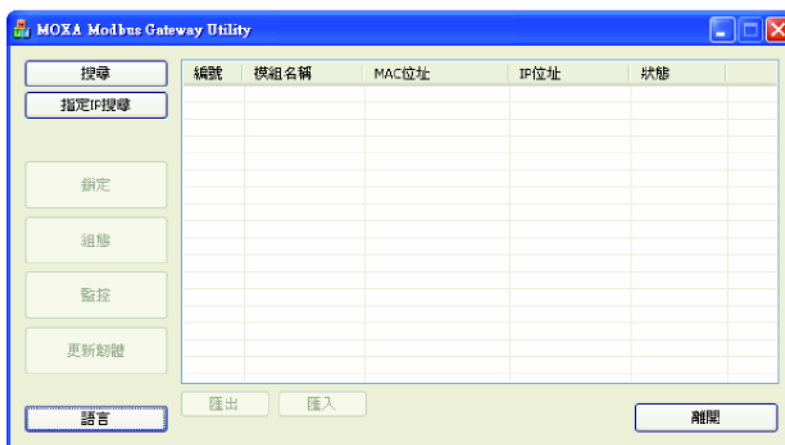 MOXA Modbus Gateway Utility
搜尋
指定IP搜尋
編號 模組名稱 MAC位址 IP位址 狀態
鎖定
組態
監控
更新韌體
語言
匯出 匯入
離開